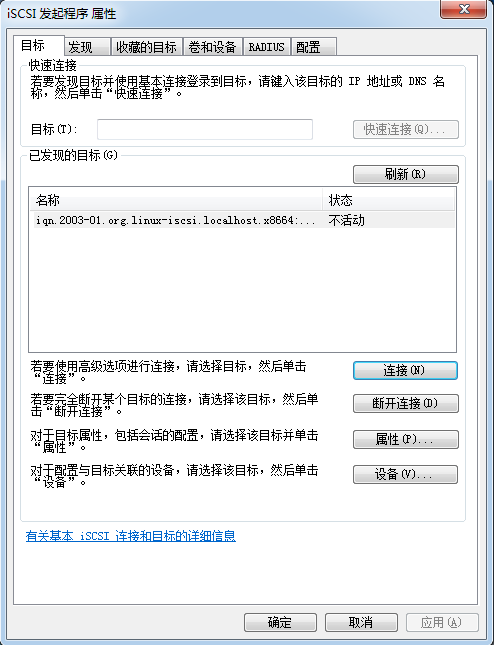 iSCSI 发起程序 属性
目标 发现 收藏的目标 卷和设备 RADIUS 配置
快速连接
若要发现目标并使用基本连接登录到目标，请键入该目标的 IP 地址或 DNS 名
称，然后单击“快速连接”。
目标(T): 快速连接(Q)...
已发现的目标(G)
刷新(R)
名称 状态
iqn.2003-01.org.linux-iscsi.localhost.x8664:... 不活动
若要使用高级选项进行连接，请选择目标，然后单击
“连接”。
连接(N)
若要完全断开某个目标的连接，请选择该目标，然后单
击“断开连接”。
断开连接(D)
对于目标属性，包括会话的配置，请选择该目标并单击
“属性”。
属性(P)...
对于配置与目标关联的设备，请选择该目标，然后单击
“设备”。
设备(V)...
有关基本 iSCSI 连接和目标的详细信息
确定 取消 应用(A)